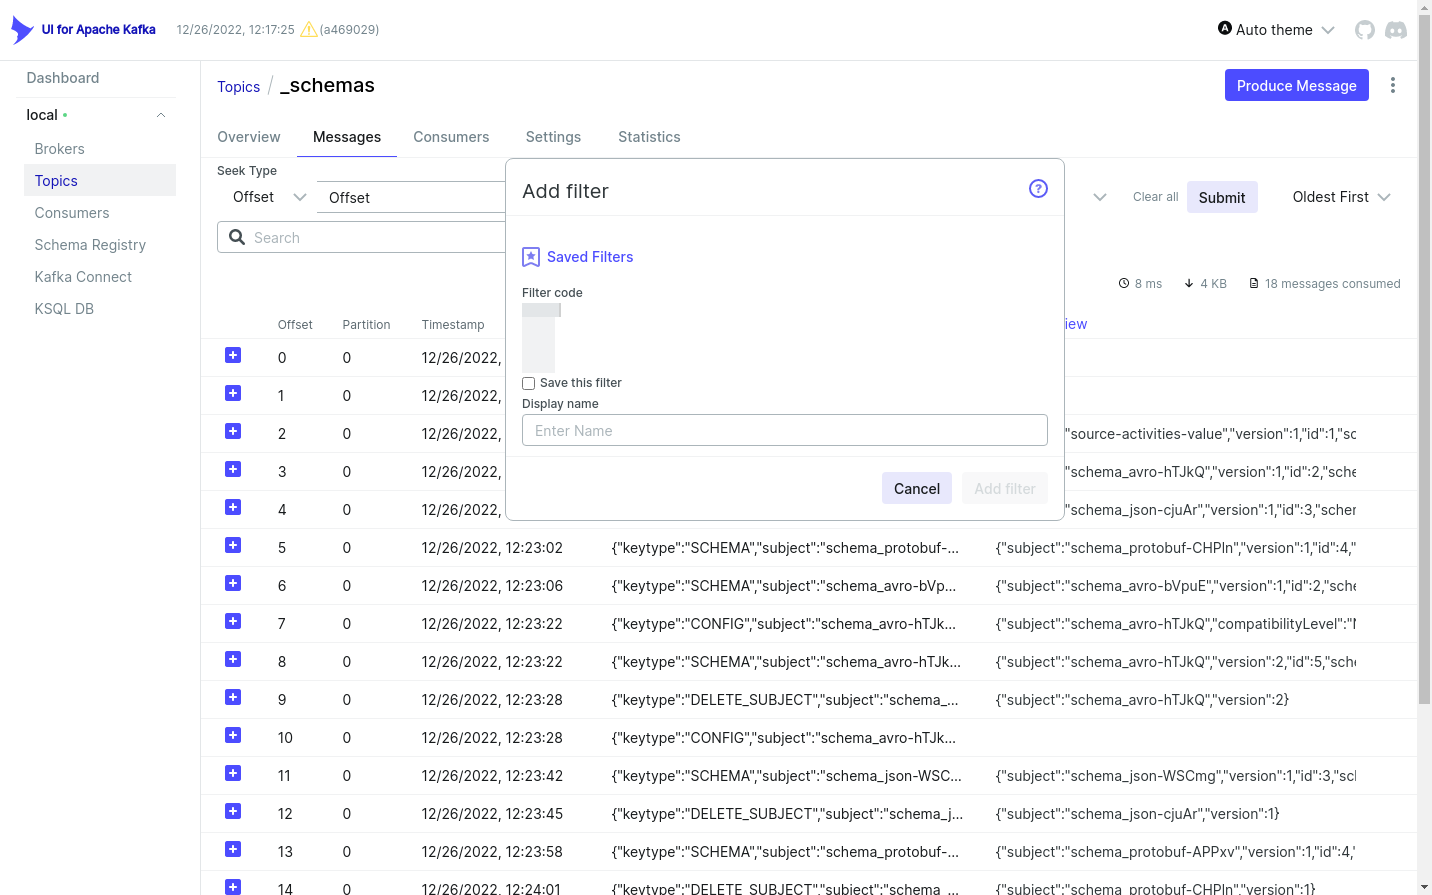 UI for Apache Kafka 12/26/2022, 12:17:25 (a469029) Auto theme
Dashboard
local
Brokers
Topics
Consumers
Schema Registry
Kafka Connect
KSQL DB
Topics / _schemas Produce Message
Overview Messages Consumers Settings Statistics
Seek Type
Offset Offset Clear all Submit Oldest First
Search
8 ms 4 KB 18 messages consumed
Add filter
Saved Filters
Filter code
Save this filter
Display name
Enter Name
Cancel Add filter
Offset Partition Timestamp iew
0 0 12/26/2022,
1 0 12/26/2022,
2 0 12/26/2022, "source-activities-value","version":1,"id":1,"sc
3 0 12/26/2022, "schema_avro-hTJkQ","version":1,"id":2,"sche
4 0 12/26/2022, "schema_json-cjuAr","version":1,"id":3,"schem
5 0 12/26/2022, 12:23:02 {"keytype":"SCHEMA","subject":"schema_protobuf-... {"subject":"schema_protobuf-CHPln","version":1,"id":4,"
6 0 12/26/2022, 12:23:06 {"keytype":"SCHEMA","subject":"schema_avro-bVp... {"subject":"schema_avro-bVpuE","version":1,"id":2,"sche
7 0 12/26/2022, 12:23:22 {"keytype":"CONFIG","subject":"schema_avro-hTJk... {"subject":"schema_avro-hTJkQ","compatibilityLevel":"N
8 0 12/26/2022, 12:23:22 {"keytype":"SCHEMA","subject":"schema_avro-hTJk... {"subject":"schema_avro-hTJkQ","version":2,"id":5,"sche
9 0 12/26/2022, 12:23:28 {"keytype":"DELETE_SUBJECT","subject":"schema_... {"subject":"schema_avro-hTJkQ","version":2}
10 0 12/26/2022, 12:23:28 {"keytype":"CONFIG","subject":"schema_avro-hTJk...
11 0 12/26/2022, 12:23:42 {"keytype":"SCHEMA","subject":"schema_json-WSC... {"subject":"schema_json-WSCmg","version":1,"id":3,"scl
12 0 12/26/2022, 12:23:45 {"keytype":"DELETE_SUBJECT","subject":"schema_j... {"subject":"schema_json-cjuAr","version":1}
13 0 12/26/2022, 12:23:58 {"keytype":"SCHEMA","subject":"schema_protobuf-... {"subject":"schema_protobuf-APPxv","version":1,"id":4,"
14 0 12/26/2022, 12:24:01 {"keytype":"DELETE_SUBJECT","subject":"schema_... {"subject":"schema_protobuf-CHPln","version":1}